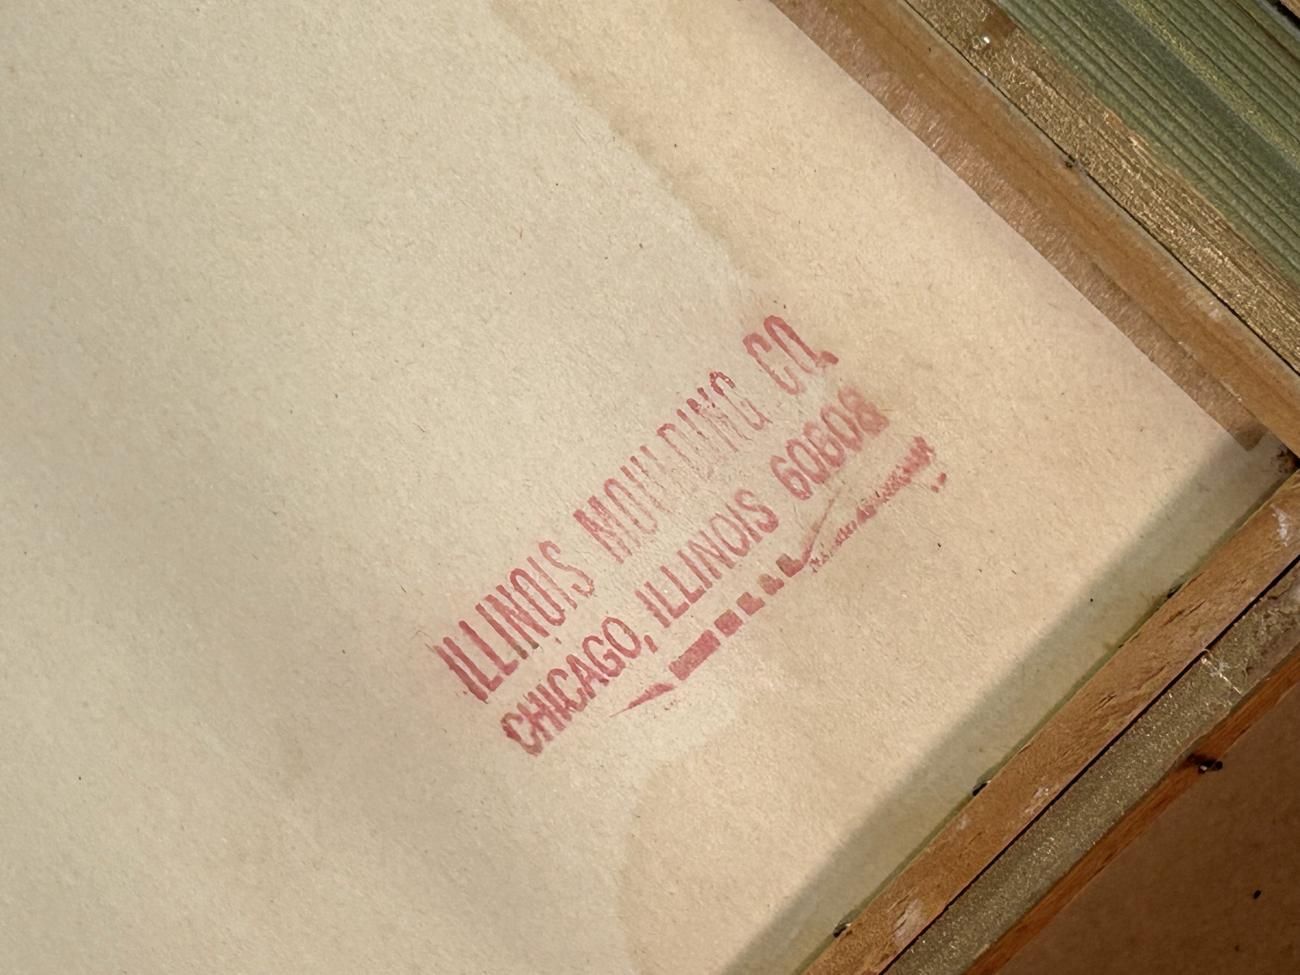 ILLINOIS MOULDING CO.
CHICAGO, ILLINOIS 60608